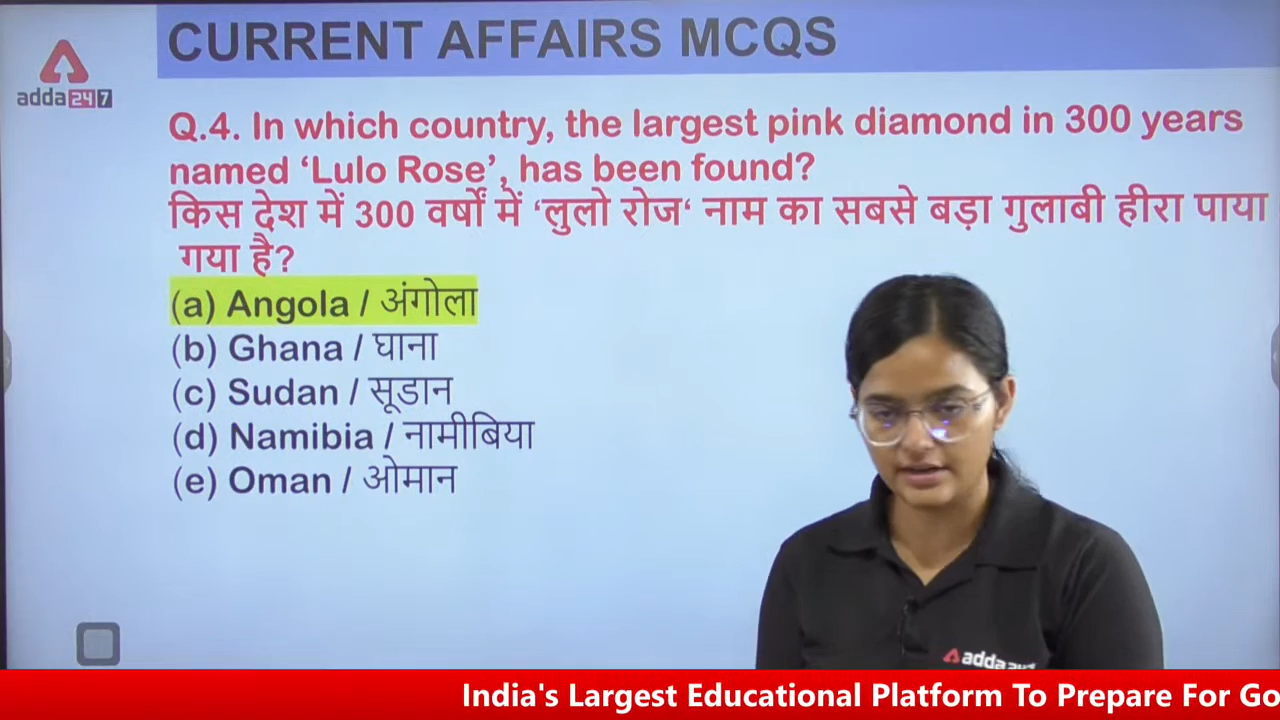 CURRENT AFFAIRS MCQS
adda247
Q.4. In which country, the largest pink diamond in 300 years
named ‘Lulo Rose’, has been found?
किस देश में 300 वर्षों में ‘लुलो रोज‘ नाम का सबसे बड़ा गुलाबी हीरा पाया
गया है?
(a) Angola / अंगोला
(b) Ghana / घाना
(c) Sudan / सूडान
(d) Namibia / नामीबिया
(e) Oman / ओमान
adda247
India's Largest Educational Platform To Prepare For Go